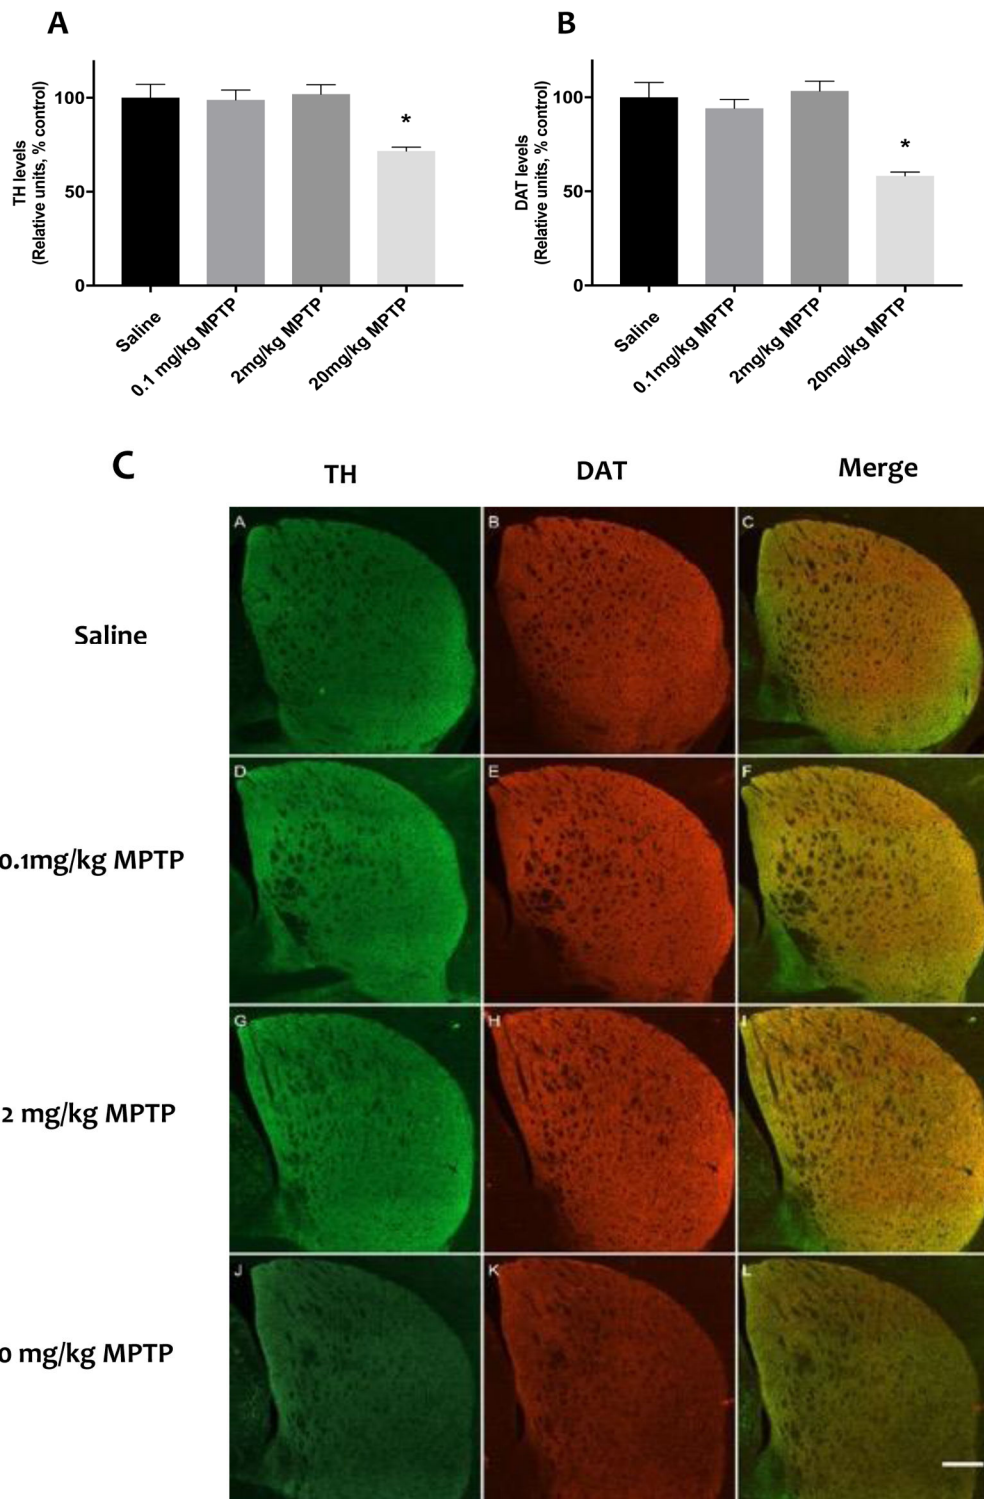 A
B
TH levels
(Relative units, % control)
100
50
0
Saline
0.1 mg/kg MPTP
2mg/kg MPTP
20mg/kg MPTP
*
DAT levels
(Relative units, % control)
100
50
0
Saline
0.1mg/kg MPTP
2mg/kg MPTP
20mg/kg MPTP
*
C
TH
DAT
Merge
Saline
A
B
C
0.1mg/kg MPTP
D
E
F
2 mg/kg MPTP
G
H
I
0 mg/kg MPTP
J
K
L